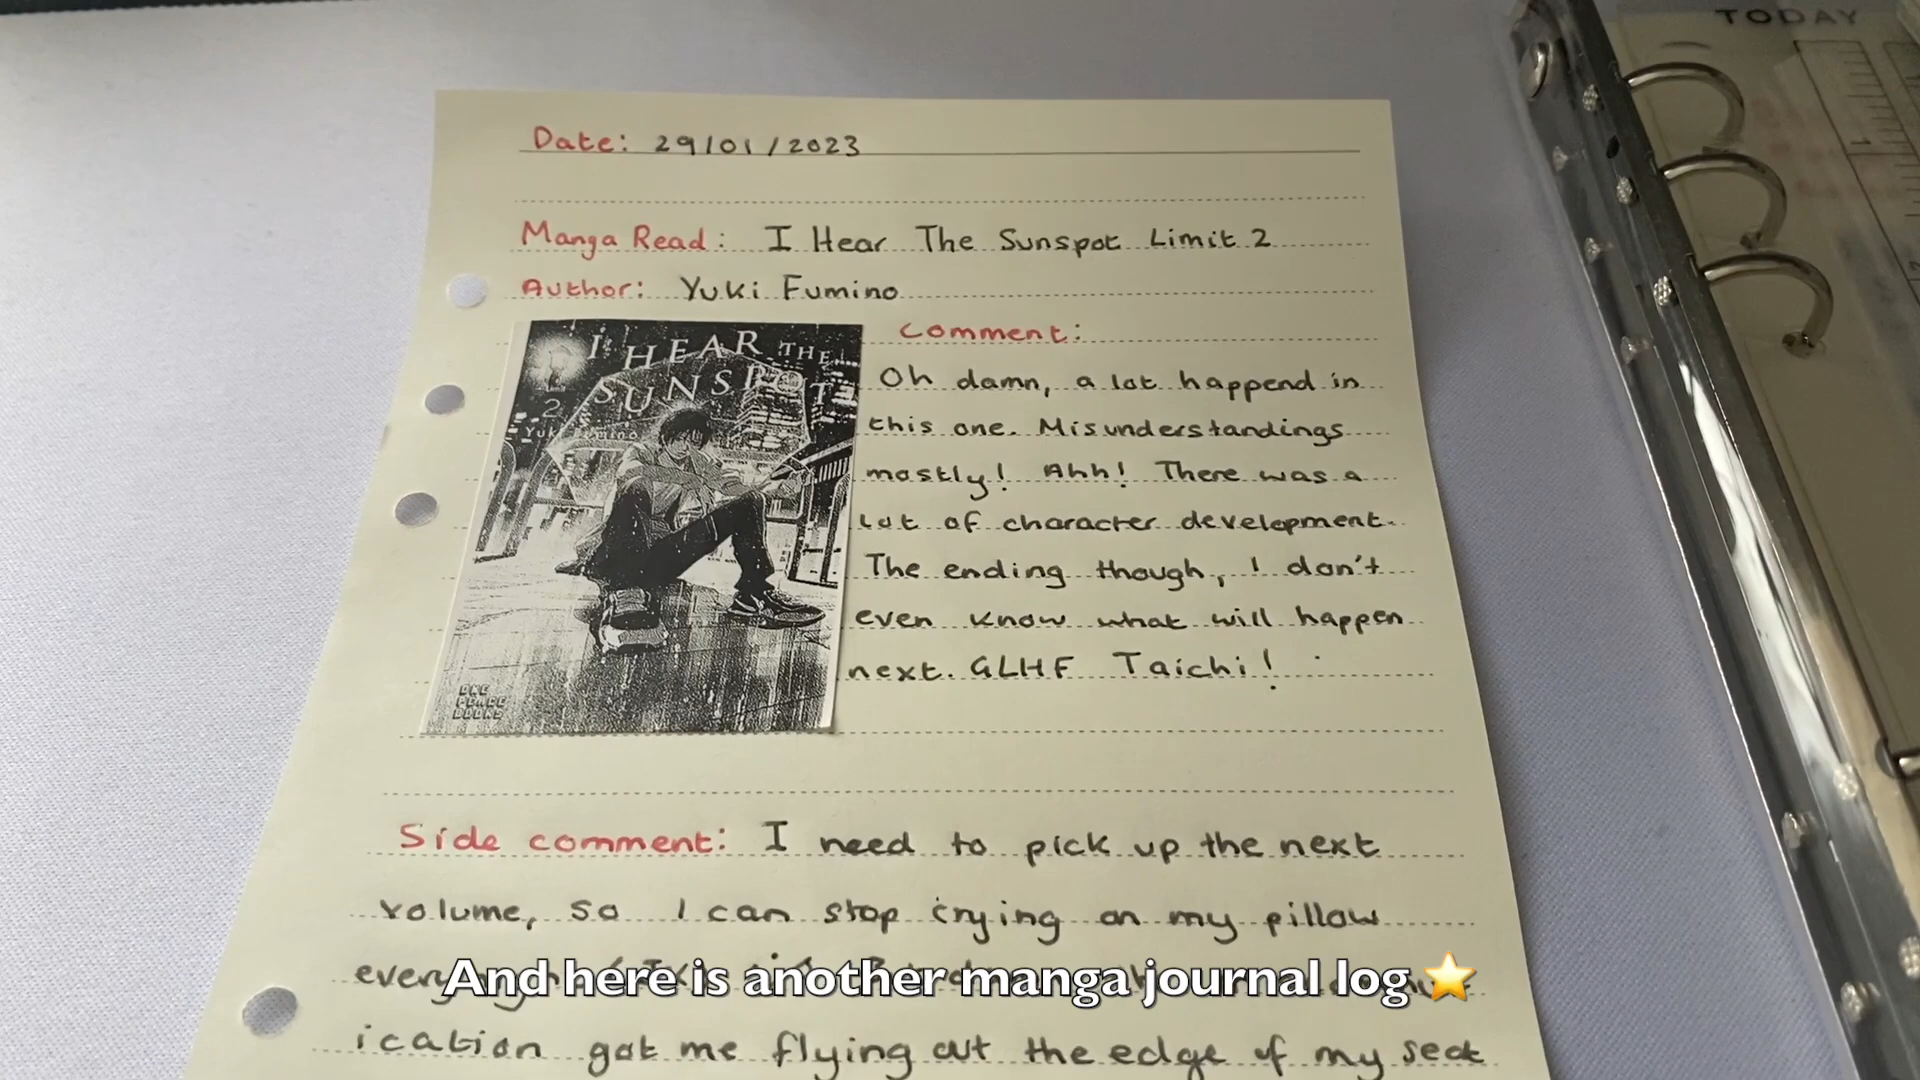 TODAY
Date: 29/01/2023
Manga Read: I Hear The Sunspot Limit 2
Author: Yuki Fumino
I HEAR THE
SUNSPOT
2
Comment:
Oh damn, a lot happend in
this one. Misunderstandings
mostly! Ahh! There was a
lot of character development.
The ending though, I don't
even know what will happen
next. GLHF Taichi!
ONE
PEACE
BOOKS
Side comment: I need to pick up the next
volume, so I can stop crying on my pillow
every
And here is another manga journal log ⭐
ication got me flying out the edge of my seat